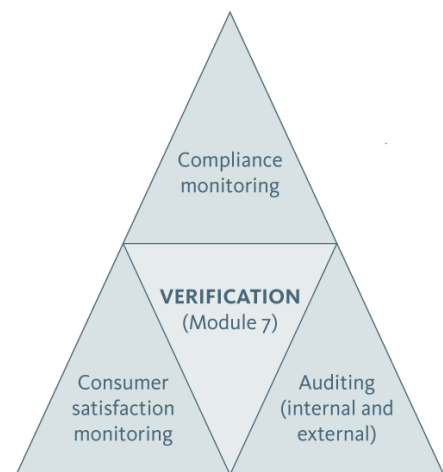 Compliance
monitoring
VERIFICATION
(Module 7)
Consumer
satisfaction
monitoring
Auditing
(internal and
external)